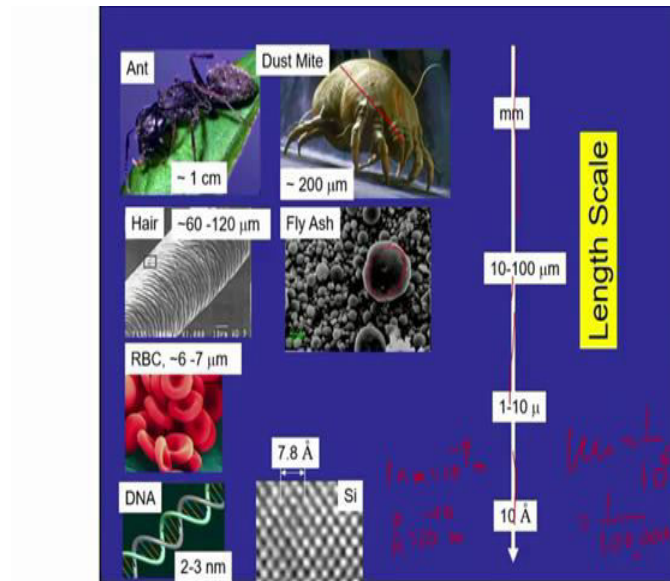 Ant
Dust Mite
mm
~ 1 cm
~ 200 μm
Hair ~60 -120 μm
Fly Ash
Length Scale
10-100 μm
RBC, ~6 -7 μm
1-10 μ
7.8 Å
DNA
Si
10 Å
2-3 nm